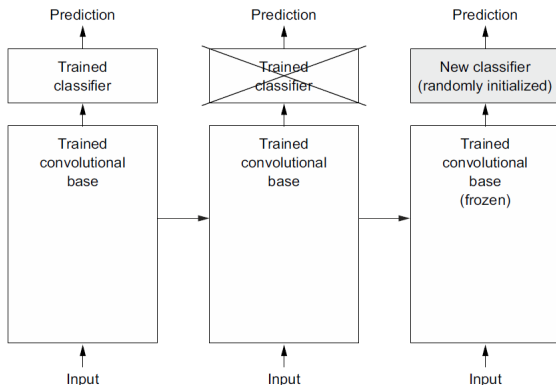 Prediction
Trained
classifier
Trained
convolutional
base
Input
Prediction
Trained
classifier
Trained
convolutional
base
Input
Prediction
New classifier
(randomly initialized)
Trained
convolutional
base
(frozen)
Input